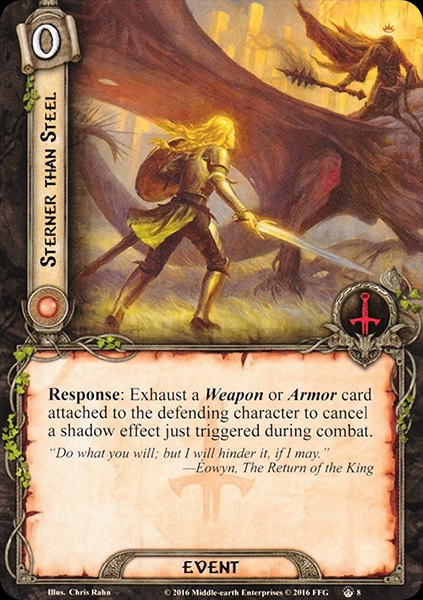 0
STERNER THAN STEEL
Response: Exhaust a Weapon or Armor card
attached to the defending character to cancel
a shadow effect just triggered during combat.
"Do what you will; but I will hinder it, if I may."
—Eowyn, The Return of the King
EVENT
Illus. Chris Rahn © 2016 Middle-earth Enterprises © 2016 FFG 8